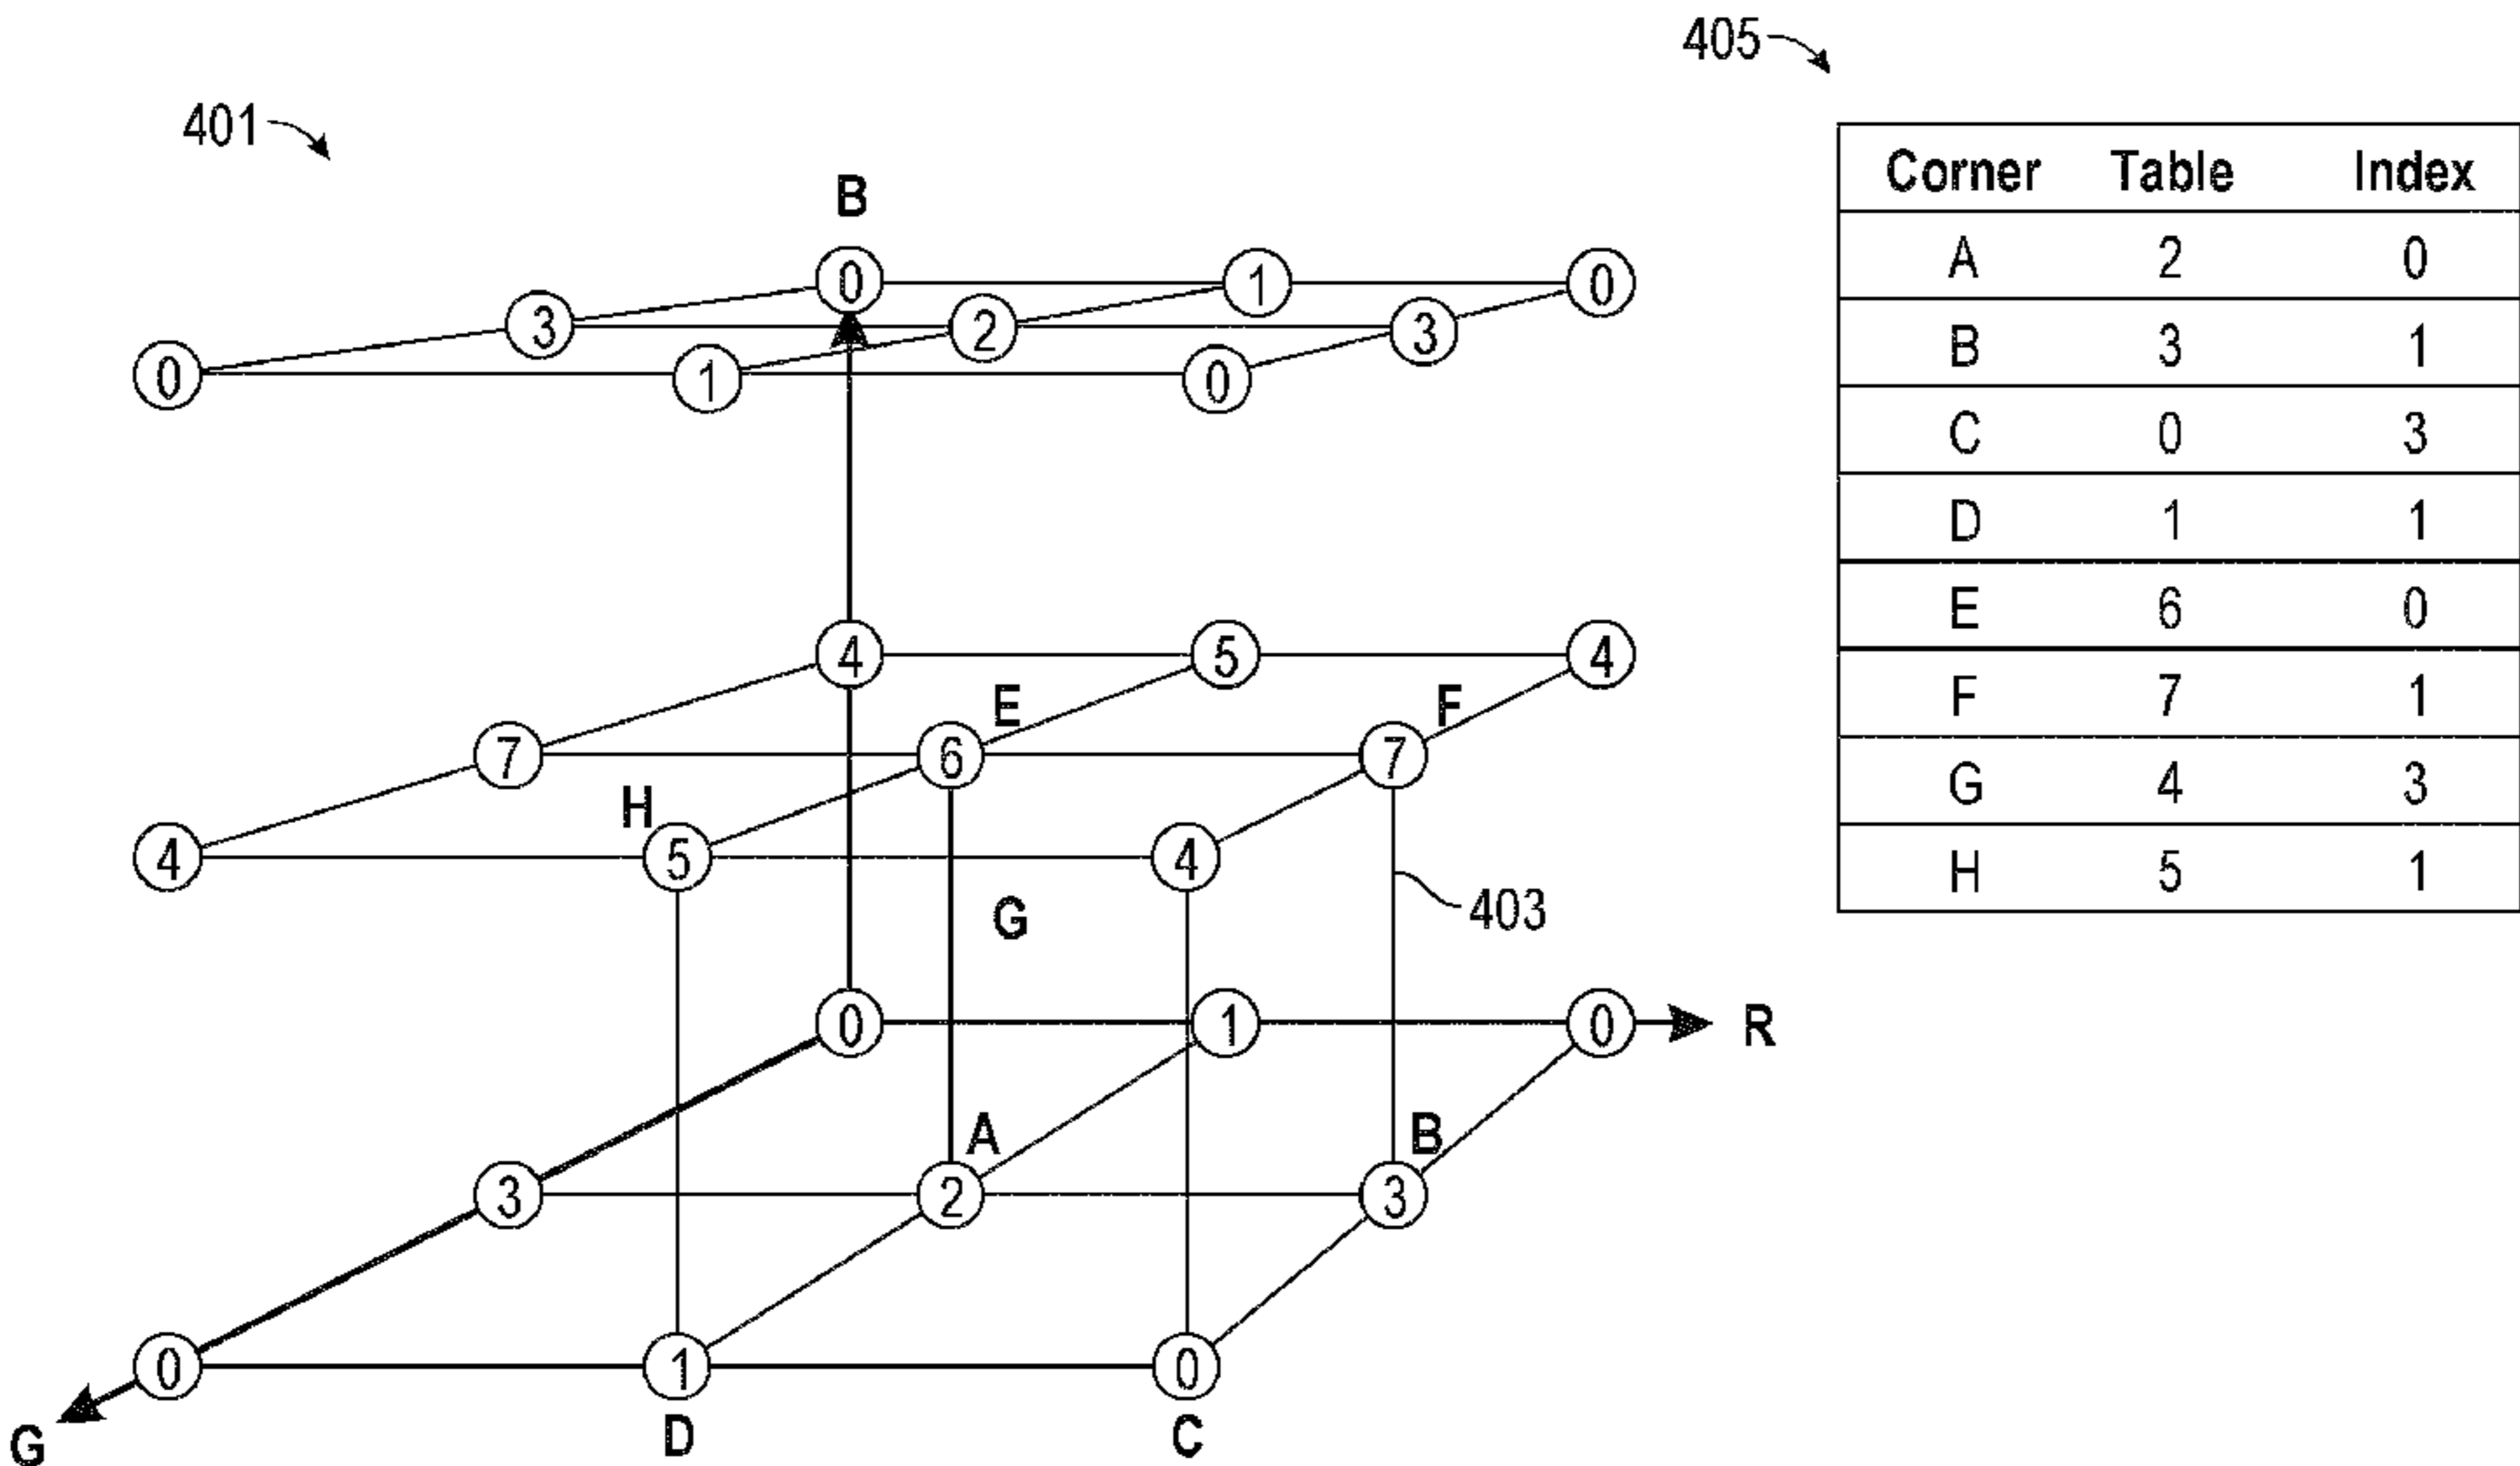 405
401
B
0 1 0
3 2 3
0 1 0
4 5 4
E F
7 6 7
H
4 5 4
G
403
0 1 0 R
A B
3 2 3
0 1 0
G D C
Corner Table Index
A 2 0
B 3 1
C 0 3
D 1 1
E 6 0
F 7 1
G 4 3
H 5 1